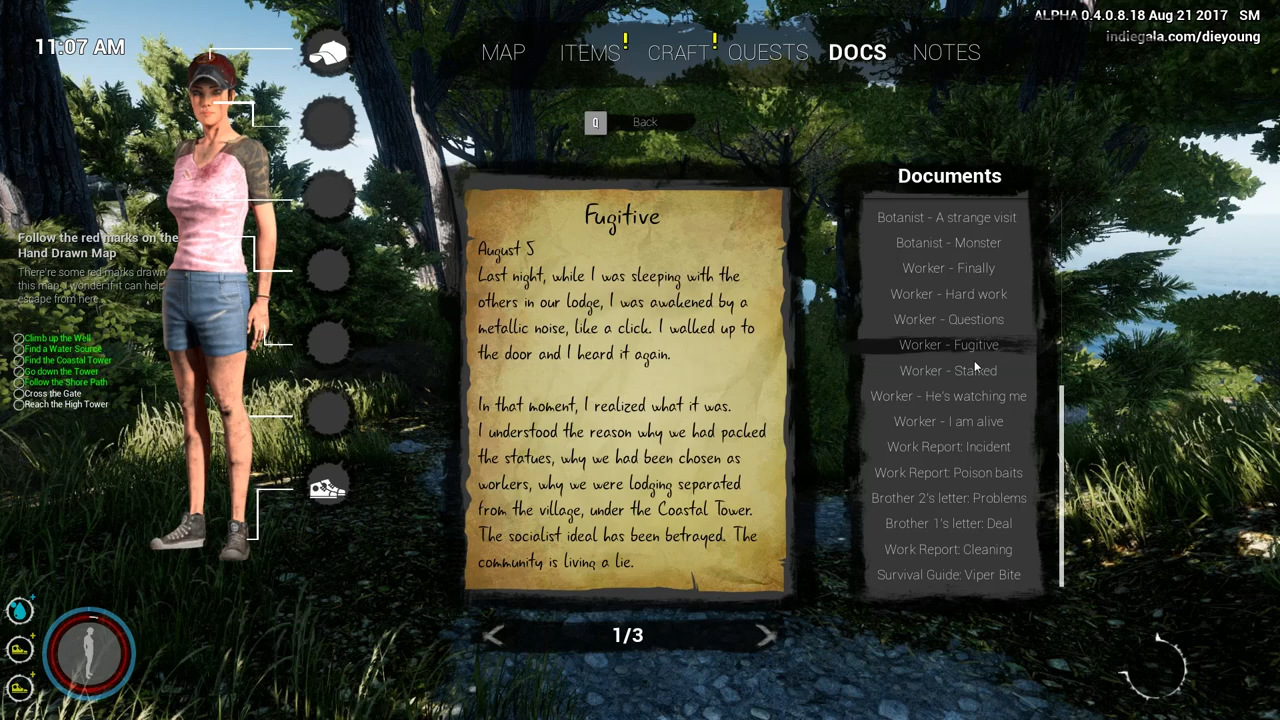 ALPHA 0.4.0.8.18 Aug 21 2017 SM
indiegala.com/dieyoung
11:07 AM
MAP ITEMS! CRAFT! QUESTS DOCS NOTES
Q Back
Follow the red marks on the
Hand Drawn Map
There're some red marks drawn
this map, I wonder if it can help
escape from here...
Climb up the Well
Find a Water Source
Find the Coastal Tower
Go down the Tower
Follow the Shore Path
Cross the Gate
Reach the High Tower
Fugitive
August 5
Last night, while I was sleeping with the
others in our lodge, I was awakened by a
metallic noise, like a click. I walked up to
the door and I heard it again.
In that moment, I realized what it was.
I understood the reason why we had packed
the statues, why we had been chosen as
workers, why we were lodging separated
from the village, under the Coastal Tower.
The socialist ideal has been betrayed. The
community is living a lie.
1/3
Documents
Botanist - A strange visit
Botanist - Monster
Worker - Finally
Worker - Hard work
Worker - Questions
Worker - Fugitive
Worker - Stalked
Worker - He's watching me
Worker - I am alive
Work Report: Incident
Work Report: Poison baits
Brother 2's letter: Problems
Brother 1's letter: Deal
Work Report: Cleaning
Survival Guide: Viper Bite